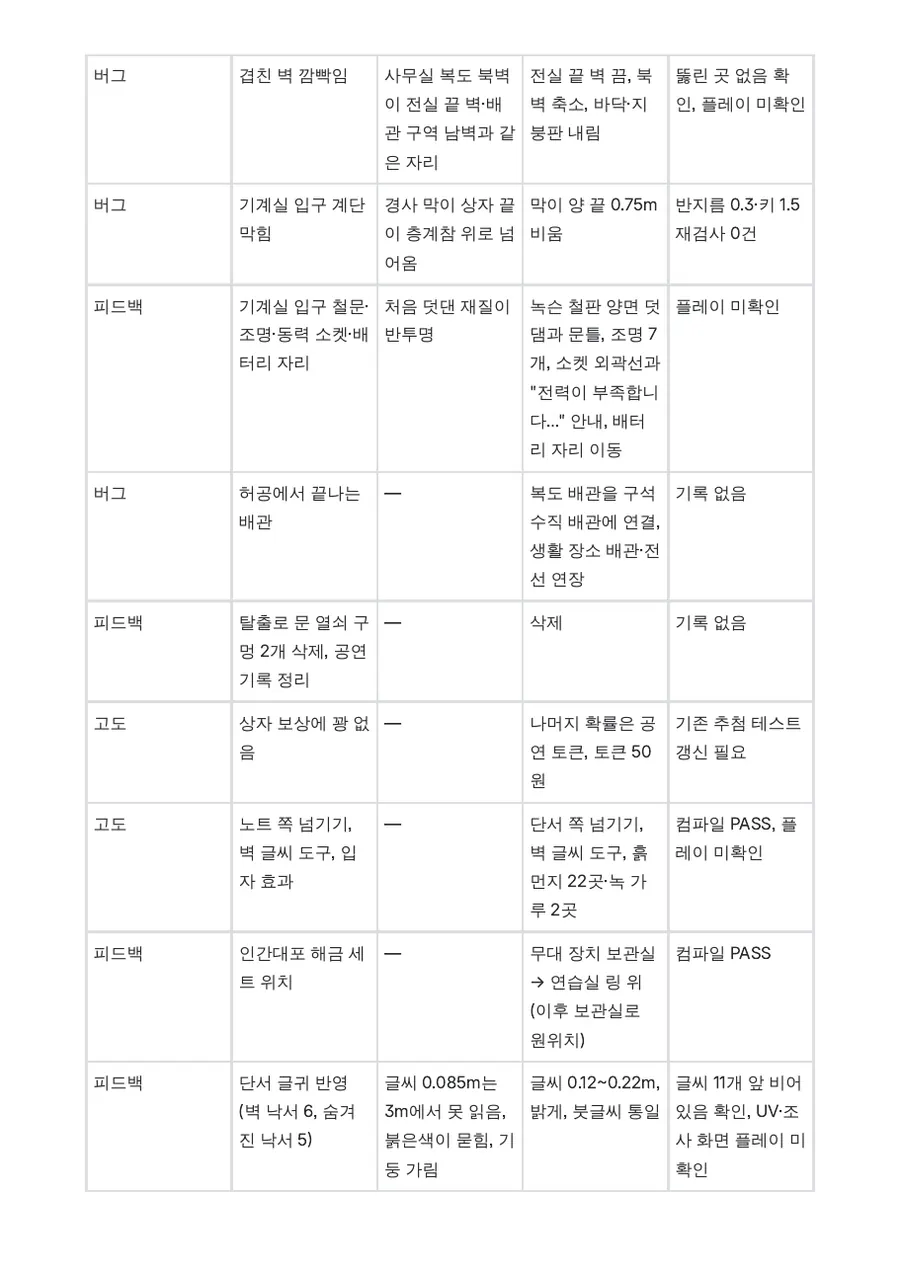 버그
겹친 벽 깜빡임
사무실 복도 북벽
이 전실 끝 벽·배
관 구역 남벽과 같
은 자리
전실 끝 벽 끔, 북
벽 축소, 바닥·지
붕판 내림
뚫린 곳 없음 확
인, 플레이 미확인
버그
기계실 입구 계단
막힘
경사 막이 상자 끝
이 층계참 위로 넘
어옴
막이 양 끝 0.75m
비움
반지름 0.3·키 1.5
재검사 0건
피드백
기계실 입구 철문·
조명·동력 소켓·배
터리 자리
처음 덧댄 재질이
반투명
녹슨 철판 양면 덧
댐과 문틀, 조명 7
개, 소켓 외곽선과
"전력이 부족합니
다..." 안내, 배터
리 자리 이동
플레이 미확인
버그
허공에서 끝나는
배관
—
복도 배관을 구석
수직 배관에 연결,
생활 장소 배관·전
선 연장
기록 없음
피드백
탈출로 문 열쇠 구
멍 2개 삭제, 공연
기록 정리
—
삭제
기록 없음
고도
상자 보상에 꽝 없
음
—
나머지 확률은 공
연 토큰, 토큰 50
원
기존 추첨 테스트
갱신 필요
고도
노트 쪽 넘기기,
벽 글씨 도구, 입
자 효과
—
단서 쪽 넘기기,
벽 글씨 도구, 흙
먼지 22곳·녹 가
루 2곳
컴파일 PASS, 플
레이 미확인
피드백
인간대포 해금 세
트 위치
—
무대 장치 보관실
→ 연습실 링 위
(이후 보관실로
원위치)
컴파일 PASS
피드백
단서 글귀 반영
(벽 낙서 6, 숨겨
진 낙서 5)
글씨 0.085m는
3m에서 못 읽음,
붉은색이 묻힘, 기
둥 가림
글씨 0.12~0.22m,
밝게, 붓글씨 통일
글씨 11개 앞 비어
있음 확인, UV·조
사 화면 플레이 미
확인